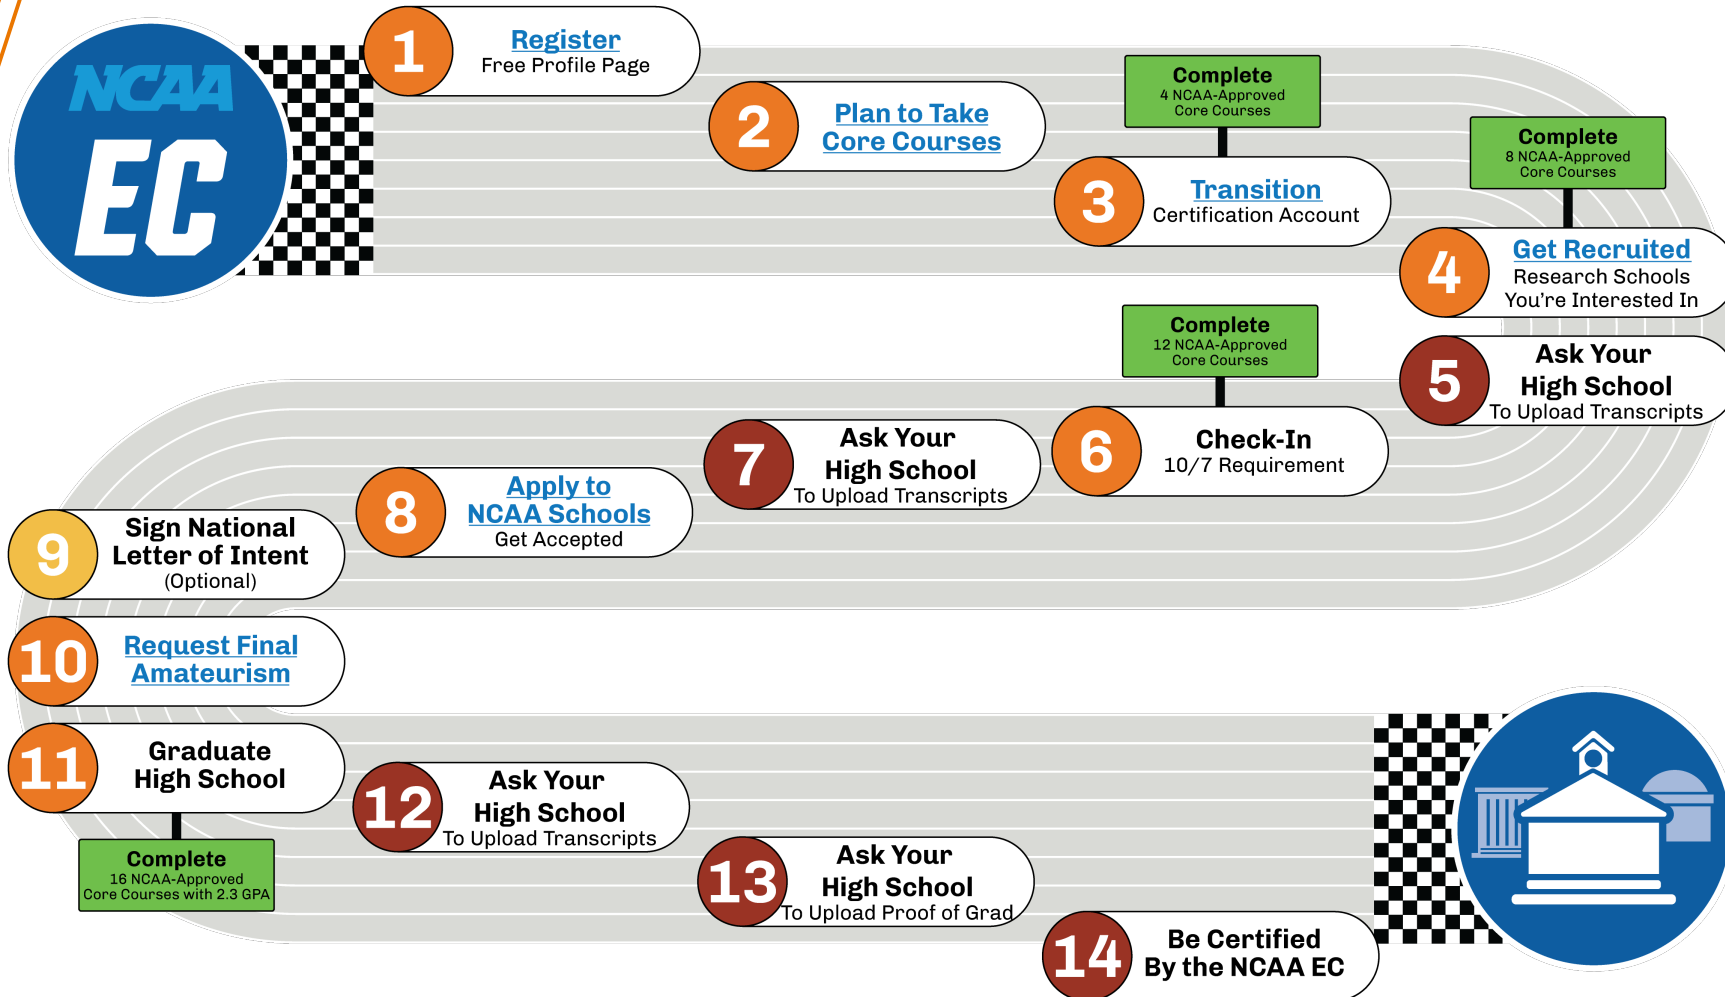 NCAA
EC
1
Register
Free Profile Page
2
Plan to Take
Core Courses
Complete
4 NCAA-Approved
Core Courses
3
Transition
Certification Account
Complete
8 NCAA-Approved
Core Courses
4
Get Recruited
Research Schools
You're Interested In
5
Ask Your
High School
To Upload Transcripts
Complete
12 NCAA-Approved
Core Courses
6
Check-In
10/7 Requirement
7
Ask Your
High School
To Upload Transcripts
8
Apply to
NCAA Schools
Get Accepted
9
Sign National
Letter of Intent
(Optional)
10
Request Final
Amateurism
11
Graduate
High School
Complete
16 NCAA-Approved
Core Courses with 2.3 GPA
12
Ask Your
High School
To Upload Transcripts
13
Ask Your
High School
To Upload Proof of Grad
14
Be Certified
By the NCAA EC